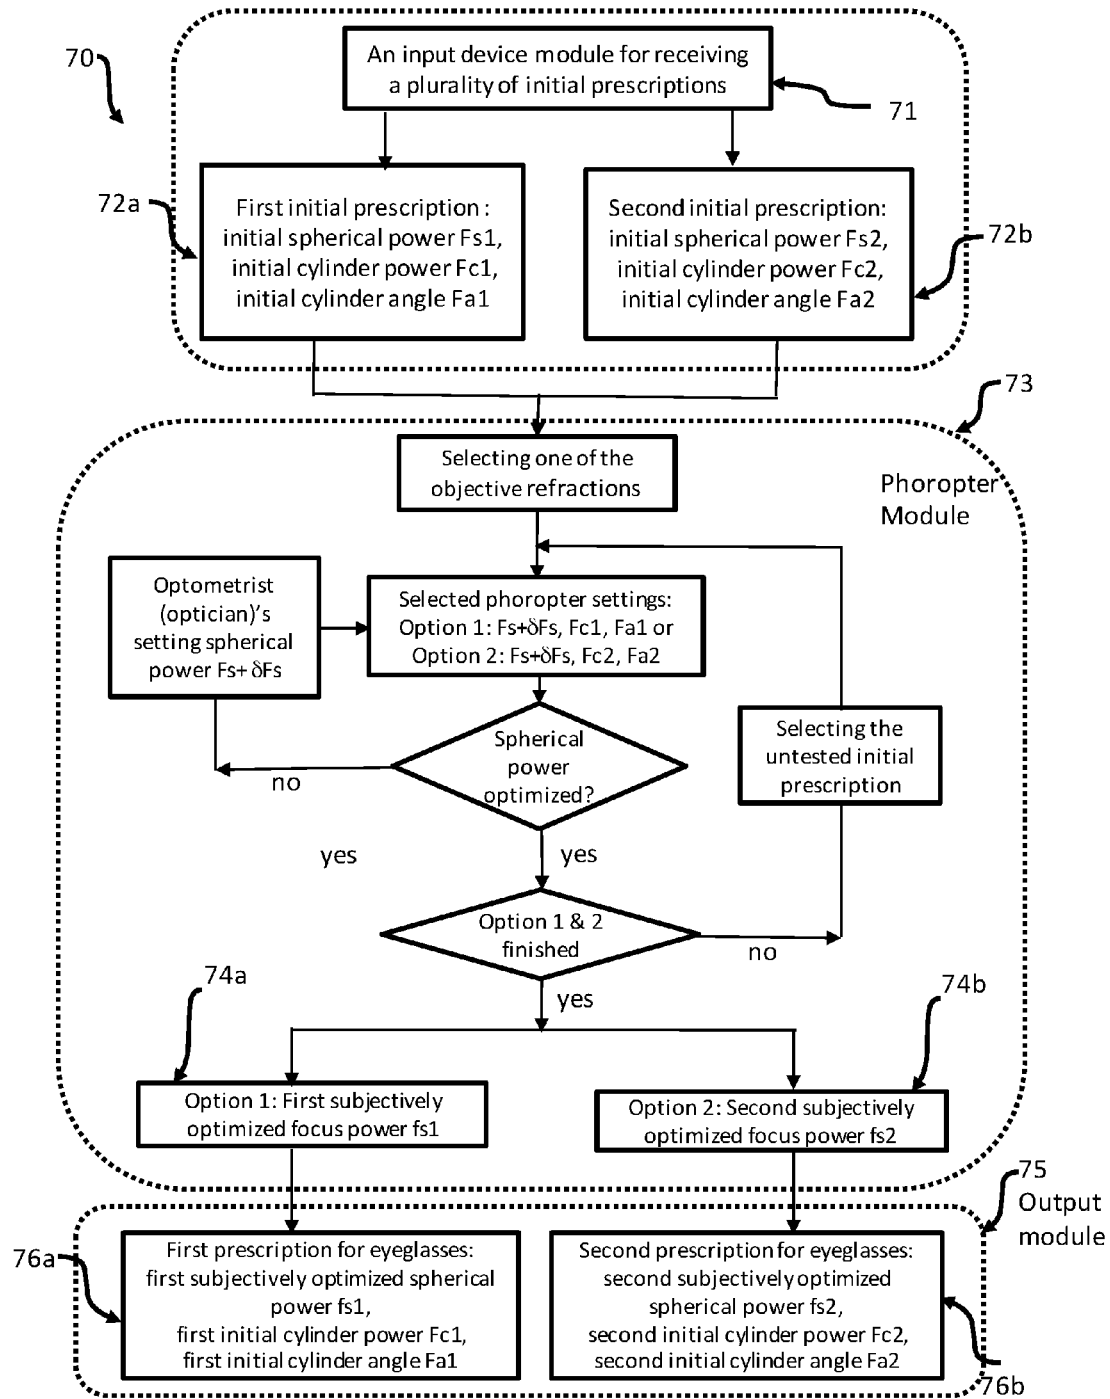 70
An input device module for receiving
a plurality of initial prescriptions
71
72a
First initial prescription :
initial spherical power Fs1,
initial cylinder power Fc1,
initial cylinder angle Fa1
Second initial prescription:
initial spherical power Fs2,
initial cylinder power Fc2,
initial cylinder angle Fa2
72b
73
Selecting one of the
objective refractions
Phoropter
Module
Optometrist
(optician)'s
setting spherical
power Fs+ δFs
Selected phoropter settings:
Option 1: Fs+δFs, Fc1, Fa1 or
Option 2: Fs+δFs, Fc2, Fa2
Spherical
power
optimized?
no
Selecting the
untested initial
prescription
yes
yes
Option 1 & 2
finished
no
yes
74a
74b
Option 1: First subjectively
optimized focus power fs1
Option 2: Second subjectively
optimized focus power fs2
75
Output
module
76a
First prescription for eyeglasses:
first subjectively optimized spherical
power fs1,
first initial cylinder power Fc1,
first initial cylinder angle Fa1
Second prescription for eyeglasses:
second subjectively optimized
spherical power fs2,
second initial cylinder power Fc2,
second initial cylinder angle Fa2
76b